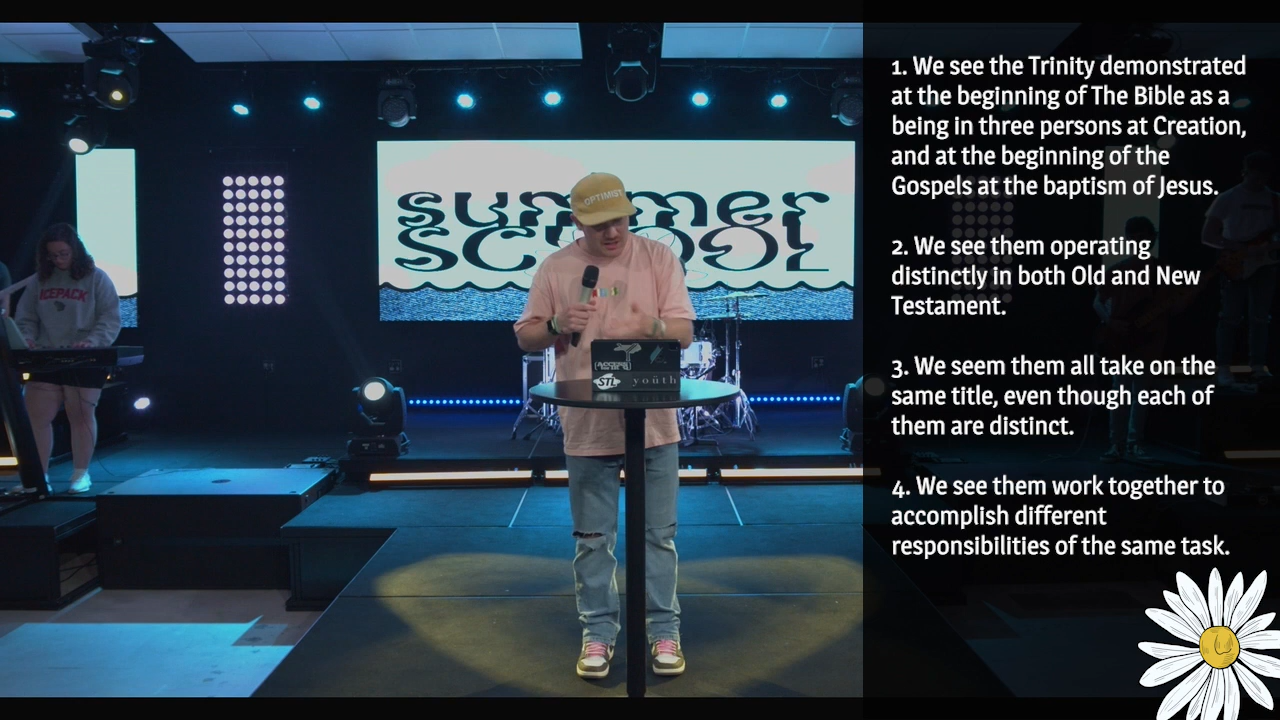 1. We see the Trinity demonstrated
at the beginning of The Bible as a
being in three persons at Creation,
and at the beginning of the
Gospels at the baptism of Jesus.
2. We see them operating
distinctly in both Old and New
Testament.
3. We seem them all take on the
same title, even though each of
them are distinct.
4. We see them work together to
accomplish different
responsibilities of the same task.
summer
SCHOOL
OPTIMIST
ICEPACK
STL
yoüth